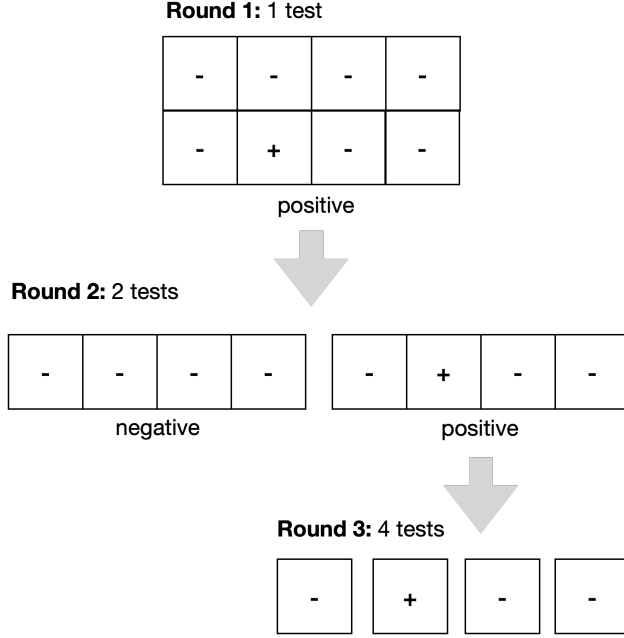 Round 1: 1 test
- - - -
- + - -
positive
Round 2: 2 tests
- - - - - + - -
negative positive
Round 3: 4 tests
- + - -